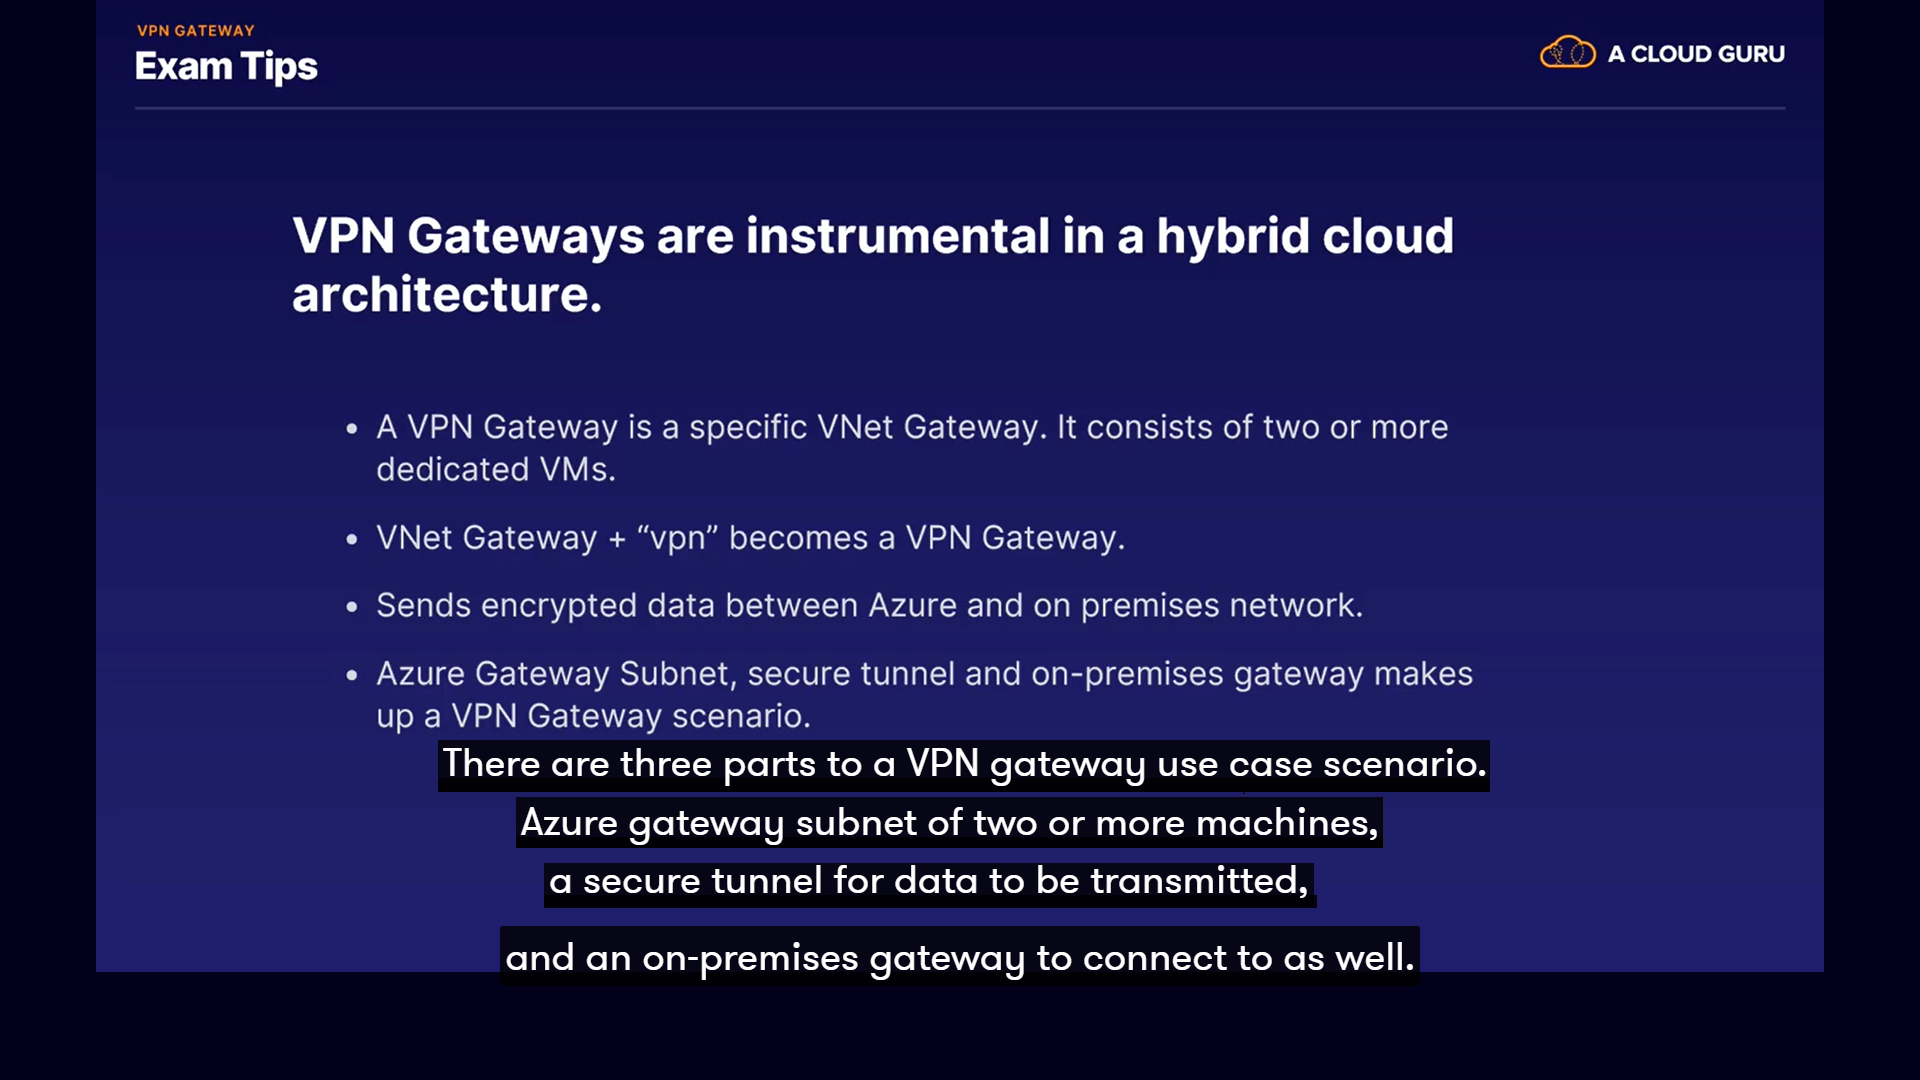 VPN GATEWAY
Exam Tips
A CLOUD GURU
VPN Gateways are instrumental in a hybrid cloud
architecture.
• A VPN Gateway is a specific VNet Gateway. It consists of two or more
dedicated VMs.
• VNet Gateway + “vpn” becomes a VPN Gateway.
• Sends encrypted data between Azure and on premises network.
• Azure Gateway Subnet, secure tunnel and on-premises gateway makes
up a VPN Gateway scenario.
There are three parts to a VPN gateway use case scenario.
Azure gateway subnet of two or more machines,
a secure tunnel for data to be transmitted,
and an on-premises gateway to connect to as well.